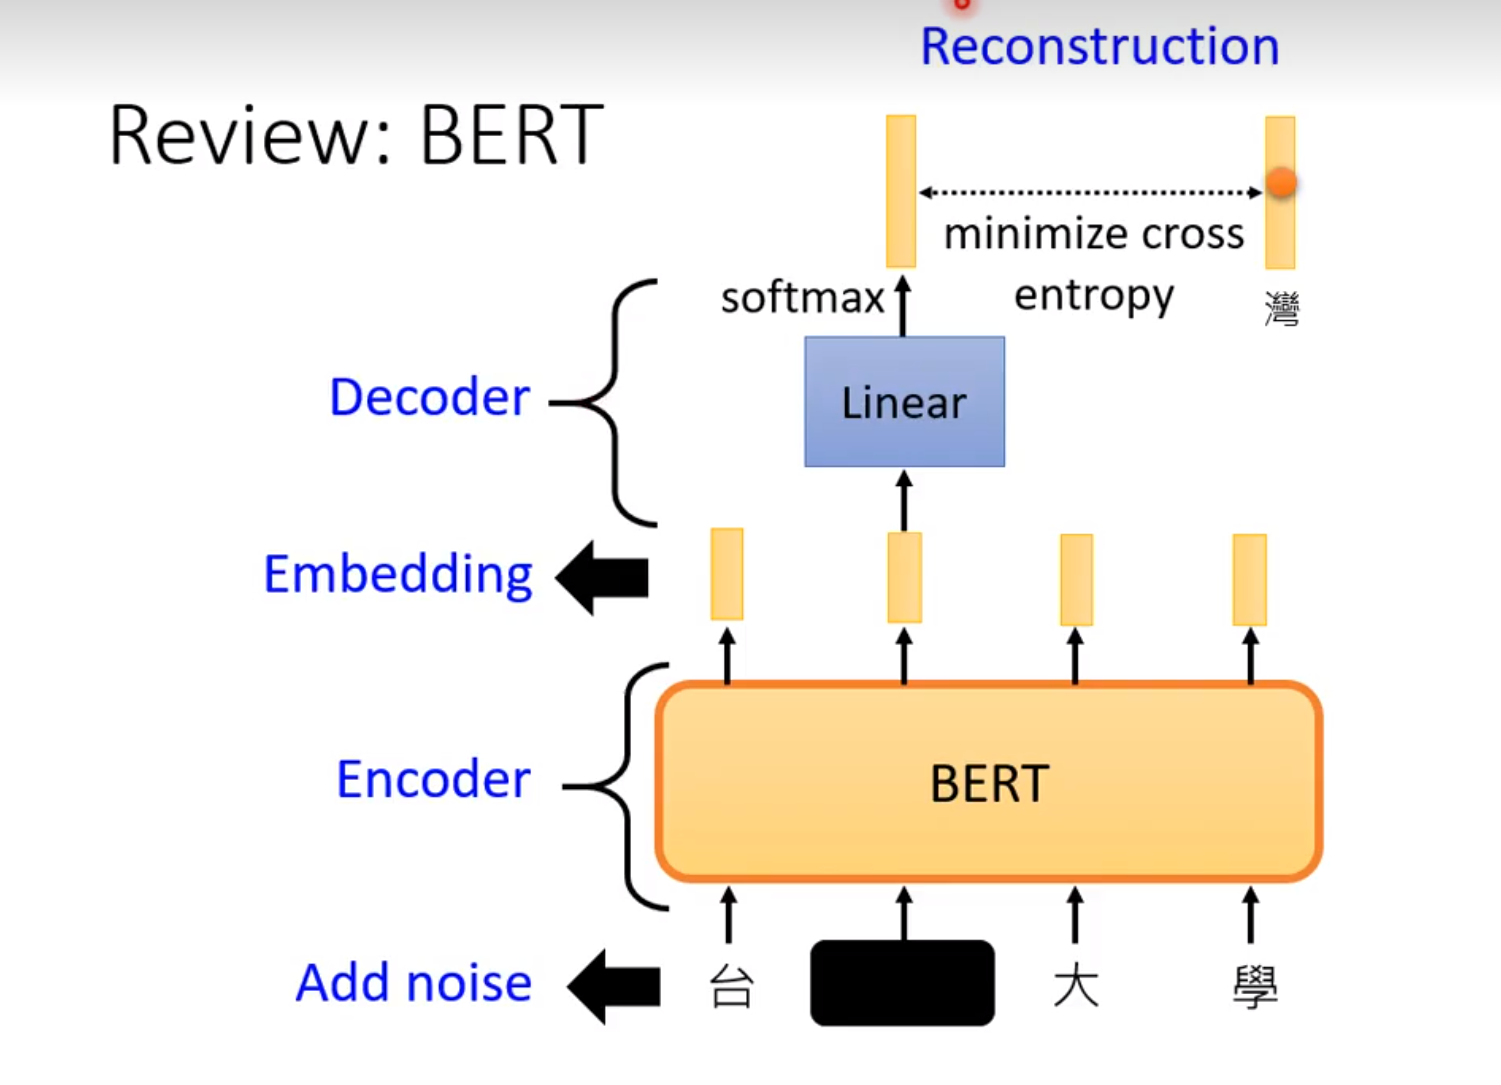 Reconstruction
Review: BERT
minimize cross
entropy
softmax
灣
Decoder
Linear
Embedding
Encoder
BERT
Add noise
台 大 學